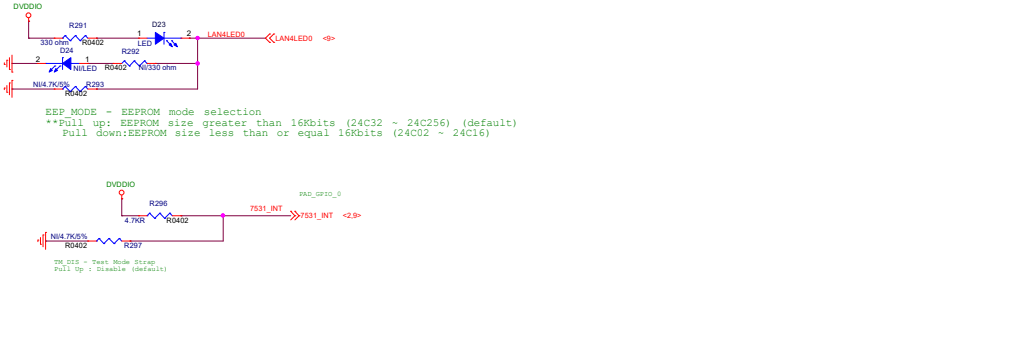 DVDDIO
R291
D23
1
2
LAN4LED0
LAN4LED0 <9>
330 ohm
R0402
LED
D24
R292
2
1
NI/LED
R0402
NI/330 ohm
NI/4.7K/5%
R293
R0402
EEP_MODE - EEPROM mode selection
**Pull up: EEPROM size greater than 16Kbits (24C32 ~ 24C256) (default)
Pull down:EEPROM size less than or equal 16Kbits (24C02 ~ 24C16)
DVDDIO
PAD_GPIO_0
R296
7531_INT
7531_INT <2,9>
4.7KR
R0402
NI/4.7K/5%
R0402
R297
TM_DIS - Test Mode Strap
Pull Up : Disable (default)